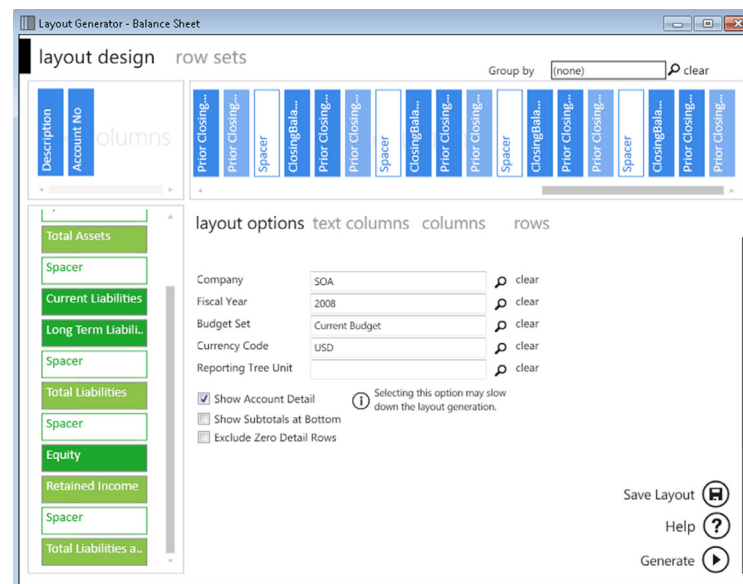 Layout Generator - Balance Sheet
layout design row sets
Group by (none) clear
Description
Account No
columns
Prior Closing...
Prior Closing...
Spacer
ClosingBala...
Prior Closing...
Prior Closing...
Spacer
ClosingBala...
Prior Closing...
Prior Closing...
Spacer
ClosingBala...
Prior Closing...
Prior Closing...
Spacer
ClosingBala...
Prior Closing...
Prior Closing...
Total Assets
Spacer
Current Liabilities
Long Term Liabili..
Spacer
Total Liabilities
Spacer
Equity
Retained Income
Spacer
Total Liabilities a..
layout options text columns columns rows
Company SOA clear
Fiscal Year 2008 clear
Budget Set Current Budget clear
Currency Code USD clear
Reporting Tree Unit clear
Show Account Detail
Selecting this option may slow
down the layout generation.
Show Subtotals at Bottom
Exclude Zero Detail Rows
Save Layout
Help
Generate